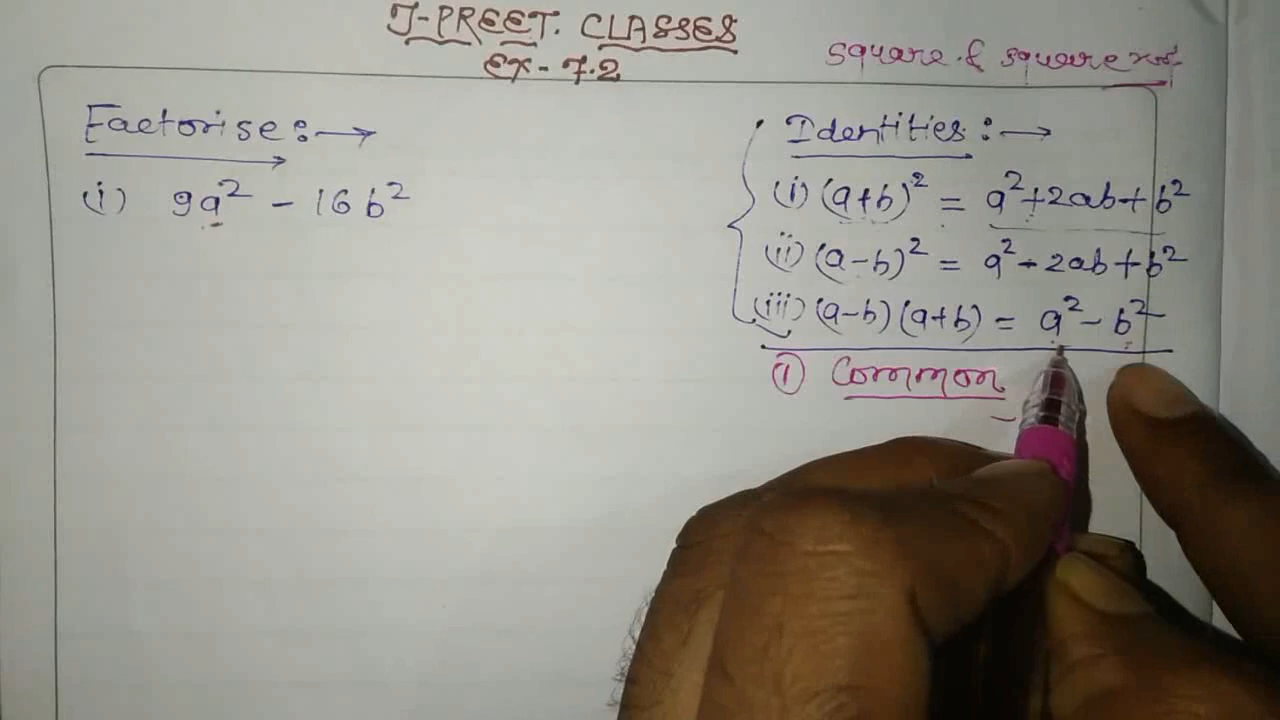 J-PREET. CLASSES
EX- 7.2
square & square root
Factorise :→
(i) 9a² - 16b²
Identities :→
(i) (a+b)² = a²+2ab+b²
(ii) (a-b)² = a²-2ab+b²
(iii) (a-b)(a+b) = a²-b²
① Common